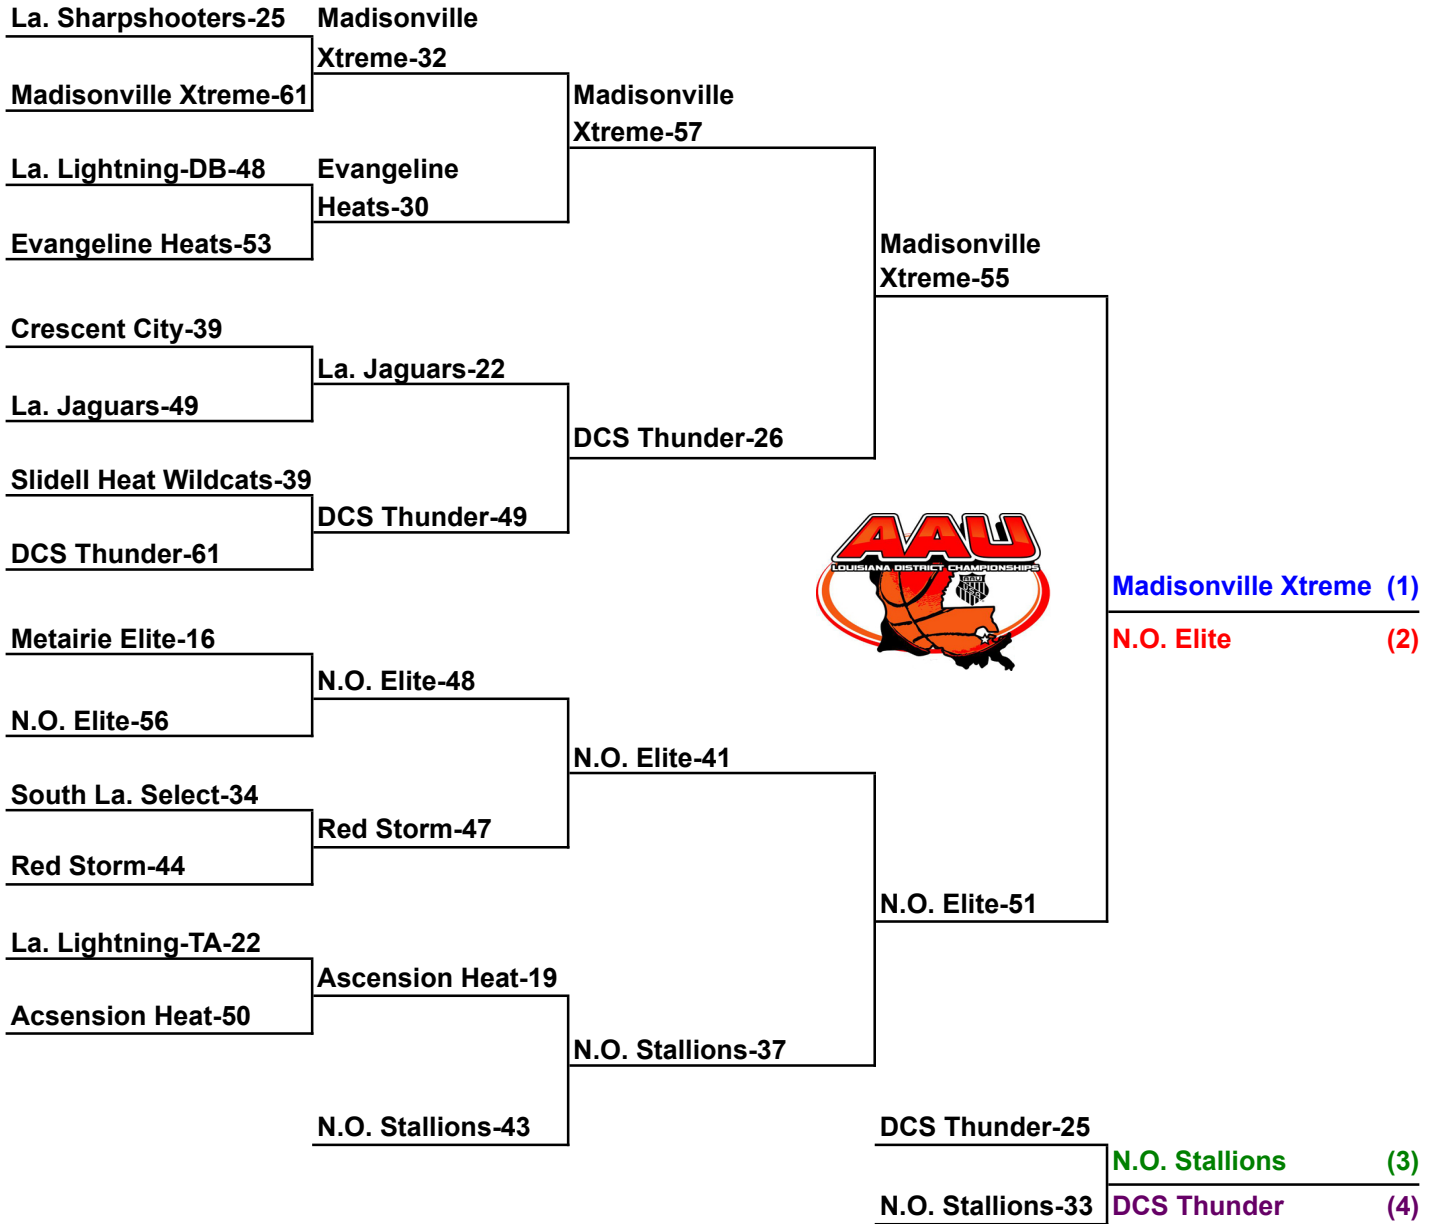 La. Sharpshooters-25
Madisonville
Xtreme-32
Madisonville Xtreme-61
Madisonville
Xtreme-57
La. Lightning-DB-48
Evangeline
Heats-30
Evangeline Heats-53
Madisonville
Xtreme-55
Crescent City-39
La. Jaguars-22
La. Jaguars-49
DCS Thunder-26
Slidell Heat Wildcats-39
DCS Thunder-49
DCS Thunder-61
AAU
LOUISIANA DISTRICT CHAMPIONSHIPS
AAU
Madisonville Xtreme (1)
N.O. Elite (2)
Metairie Elite-16
N.O. Elite-48
N.O. Elite-56
N.O. Elite-41
South La. Select-34
Red Storm-47
Red Storm-44
N.O. Elite-51
La. Lightning-TA-22
Ascension Heat-19
Acsension Heat-50
N.O. Stallions-37
N.O. Stallions-43
DCS Thunder-25
N.O. Stallions (3)
N.O. Stallions-33
DCS Thunder (4)